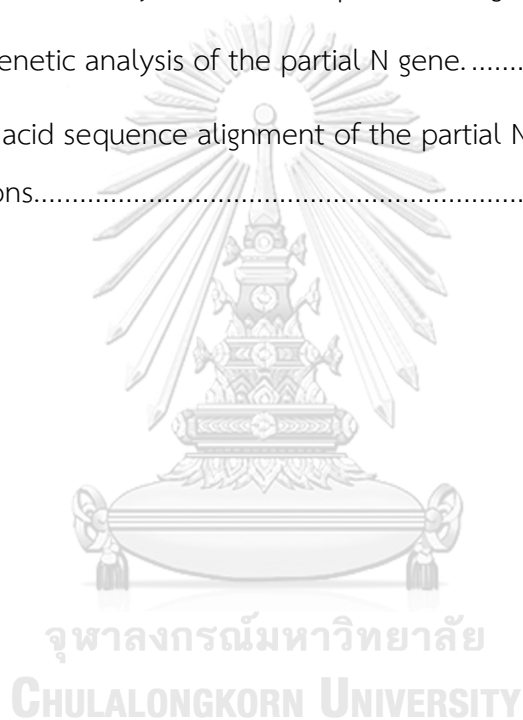 enetic analysis of the partial N gene. .......
acid sequence alignment of the partial N
ons.................................................................
จุฬาลงกรณ์มหาวิทยาลัย
CHULALONGKORN UNIVERSITY